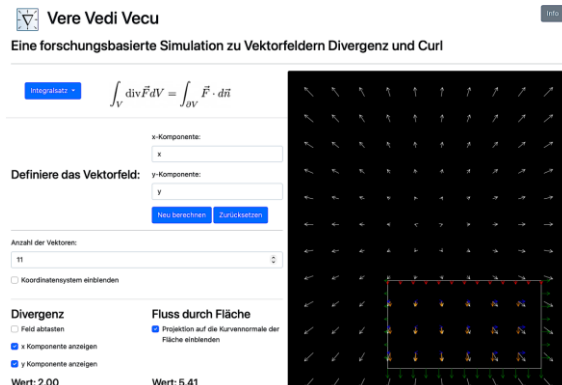 Vere Vedi Vecu
Info
Eine forschungsbasierte Simulation zu Vektorfeldern Divergenz und Curl
Integralsatz
∫_V div F⃗ dV = ∫_∂V F⃗ · dn⃗
x-Komponente:
x
Definiere das Vektorfeld:
y-Komponente:
y
Neu berechnen
Zurücksetzen
Anzahl der Vektoren:
11
Koordinatensystem einblenden
Divergenz
Feld abtasten
x Komponente anzeigen
y Komponente anzeigen
Wert: 2.00
Fluss durch Fläche
Projektion auf die Kurvennormale der
Fläche einblenden
Wert: 5.41